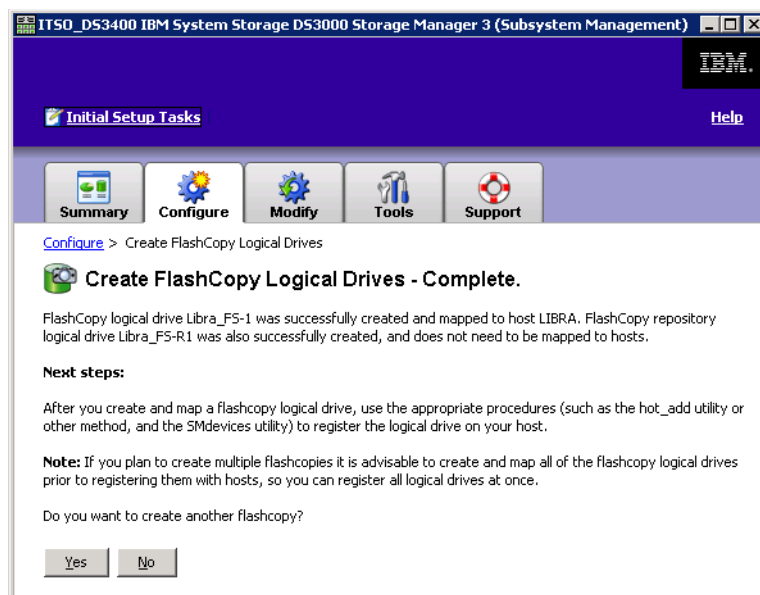 ITSO_DS3400 IBM System Storage DS3000 Storage Manager 3 (Subsystem Management)
IBM.
Initial Setup Tasks
Help
Summary
Configure
Modify
Tools
Support
Configure > Create FlashCopy Logical Drives
Create FlashCopy Logical Drives - Complete.
FlashCopy logical drive Libra_FS-1 was successfully created and mapped to host LIBRA. FlashCopy repository
logical drive Libra_FS-R1 was also successfully created, and does not need to be mapped to hosts.
Next steps:
After you create and map a flashcopy logical drive, use the appropriate procedures (such as the hot_add utility or
other method, and the SMdevices utility) to register the logical drive on your host.
Note: If you plan to create multiple flashcopies it is advisable to create and map all of the flashcopy logical drives
prior to registering them with hosts, so you can register all logical drives at once.
Do you want to create another flashcopy?
Yes
No